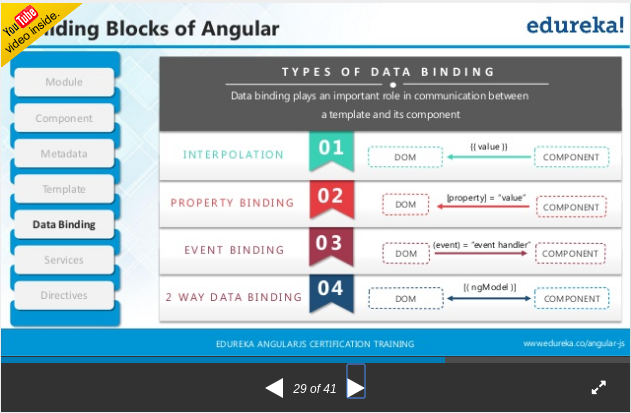 YouTube
video inside.
ilding Blocks of Angular
edureka!
Module
Component
Metadata
Template
Data Binding
Services
Directives
TYPES OF DATA BINDING
Data binding plays an important role in communication between
a template and its component
INTERPOLATION 01 DOM {{ value }} COMPONENT
PROPERTY BINDING 02 DOM [property] = "value" COMPONENT
EVENT BINDING 03 DOM (event) = "event handler" COMPONENT
2 WAY DATA BINDING 04 DOM [( ngModel )] COMPONENT
EDUREKA ANGULARJS CERTIFICATION TRAINING www.edureka.co/angular-js
29 of 41